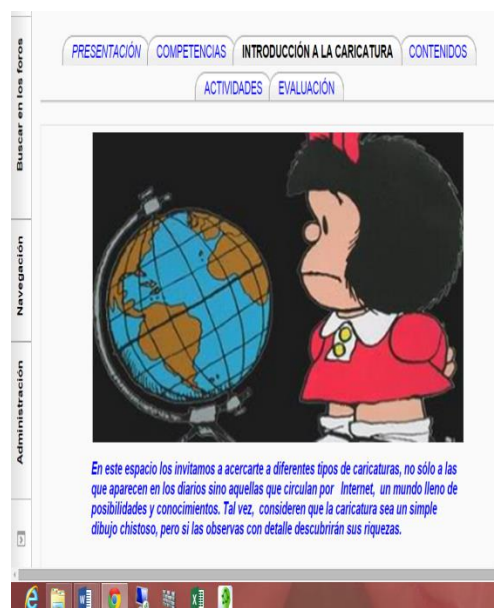 PRESENTACIÓN COMPETENCIAS INTRODUCCIÓN A LA CARICATURA CONTENIDOS
ACTIVIDADES EVALUACIÓN
Buscar en los foros
Navegación
Administración
En este espacio los invitamos a acercarte a diferentes tipos de caricaturas, no sólo a las
que aparecen en los diarios sino aquellas que circulan por Internet, un mundo lleno de
posibilidades y conocimientos. Tal vez, consideren que la caricatura sea un simple
dibujo chistoso, pero si las observas con detalle descubrirán sus riquezas.